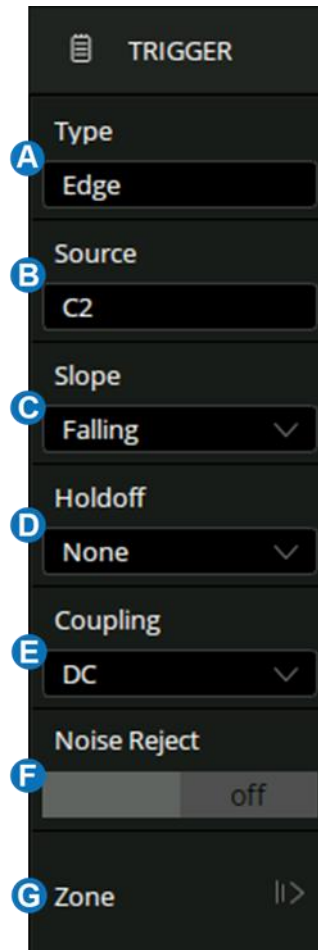 TRIGGER
Type
A
Edge
Source
B
C2
Slope
C
Falling
Holdoff
D
None
Coupling
E
DC
Noise Reject
F
off
G Zone